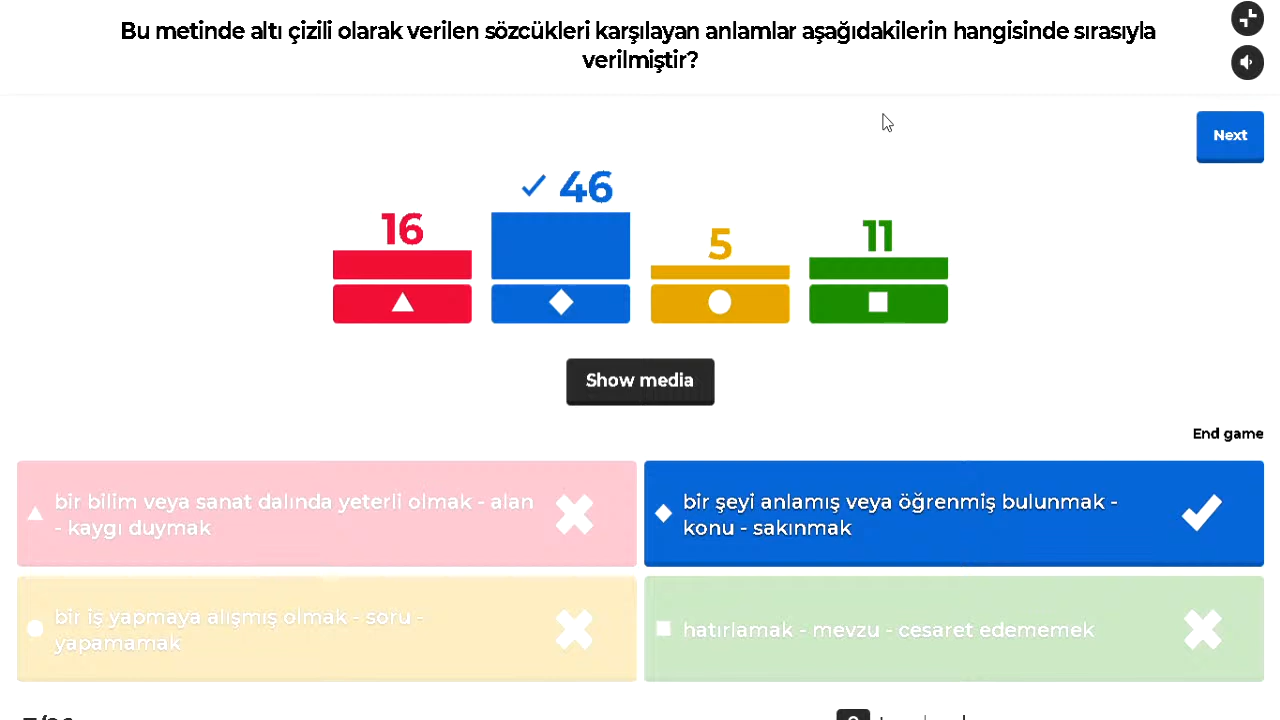 Bu metinde altı çizili olarak verilen sözcükleri karşılayan anlamlar aşağıdakilerin hangisinde sırasıyla
verilmiştir?
Next
46
16
5
11
Show media
End game
bir bilim veya sanat dalında yeterli olmak - alan
- kaygı duymak
bir şeyi anlamış veya öğrenmiş bulunmak -
konu - sakınmak
bir iş yapmaya alışmış olmak - soru -
yapamamak
hatırlamak - mevzu - cesaret edememek